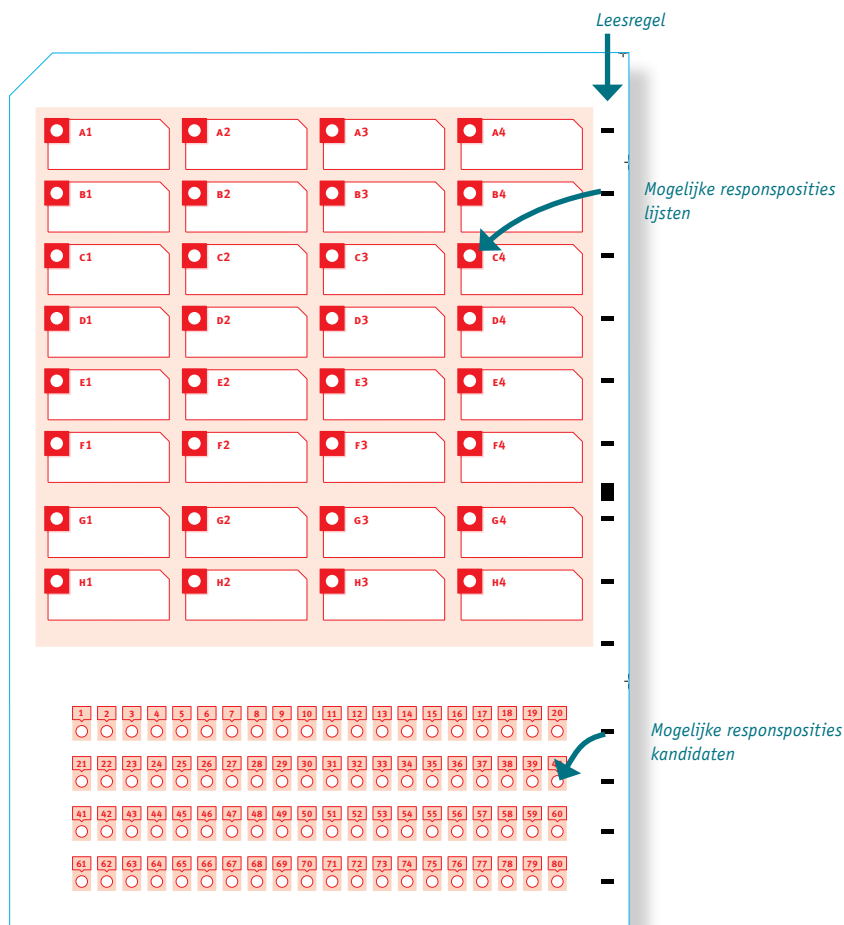 Leesregel
A1 A2 A3 A4
B1 B2 B3 B4
Mogelijke responsposities
lijsten
C1 C2 C3 C4
D1 D2 D3 D4
E1 E2 E3 E4
F1 F2 F3 F4
G1 G2 G3 G4
H1 H2 H3 H4
1 2 3 4 5 6 7 8 9 10 11 12 13 14 15 16 17 18 19 20
Mogelijke responsposities
kandidaten
21 22 23 24 25 26 27 28 29 30 31 32 33 34 35 36 37 38 39
41 42 43 44 45 46 47 48 49 50 51 52 53 54 55 56 57 58 59 60
61 62 63 64 65 66 67 68 69 70 71 72 73 74 75 76 77 78 79 80